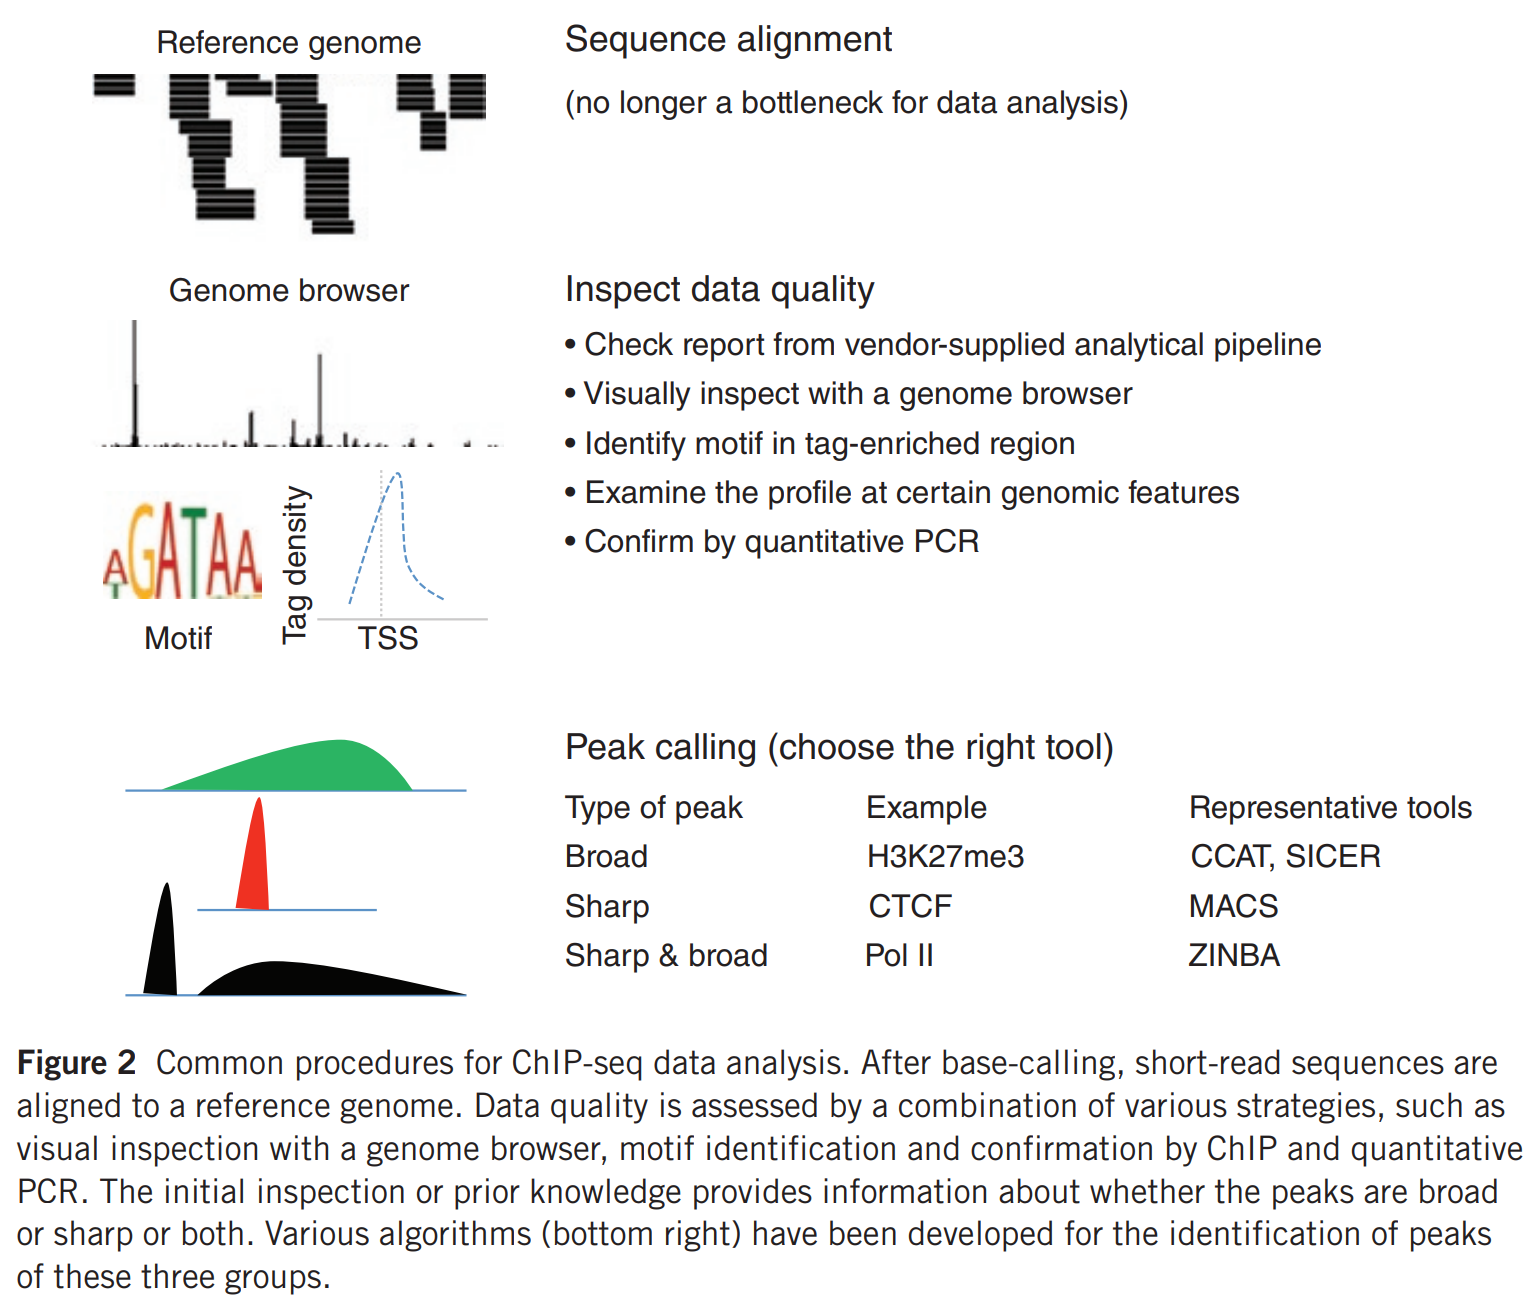 Reference genome
Sequence alignment
(no longer a bottleneck for data analysis)
Genome browser
Inspect data quality
• Check report from vendor-supplied analytical pipeline
• Visually inspect with a genome browser
• Identify motif in tag-enriched region
• Examine the profile at certain genomic features
• Confirm by quantitative PCR
AGATAA
T
Motif
Tag density
TSS
Peak calling (choose the right tool)
Type of peak Example Representative tools
Broad H3K27me3 CCAT, SICER
Sharp CTCF MACS
Sharp & broad Pol II ZINBA
Figure 2 Common procedures for ChIP-seq data analysis. After base-calling, short-read sequences are
aligned to a reference genome. Data quality is assessed by a combination of various strategies, such as
visual inspection with a genome browser, motif identification and confirmation by ChIP and quantitative
PCR. The initial inspection or prior knowledge provides information about whether the peaks are broad
or sharp or both. Various algorithms (bottom right) have been developed for the identification of peaks
of these three groups.